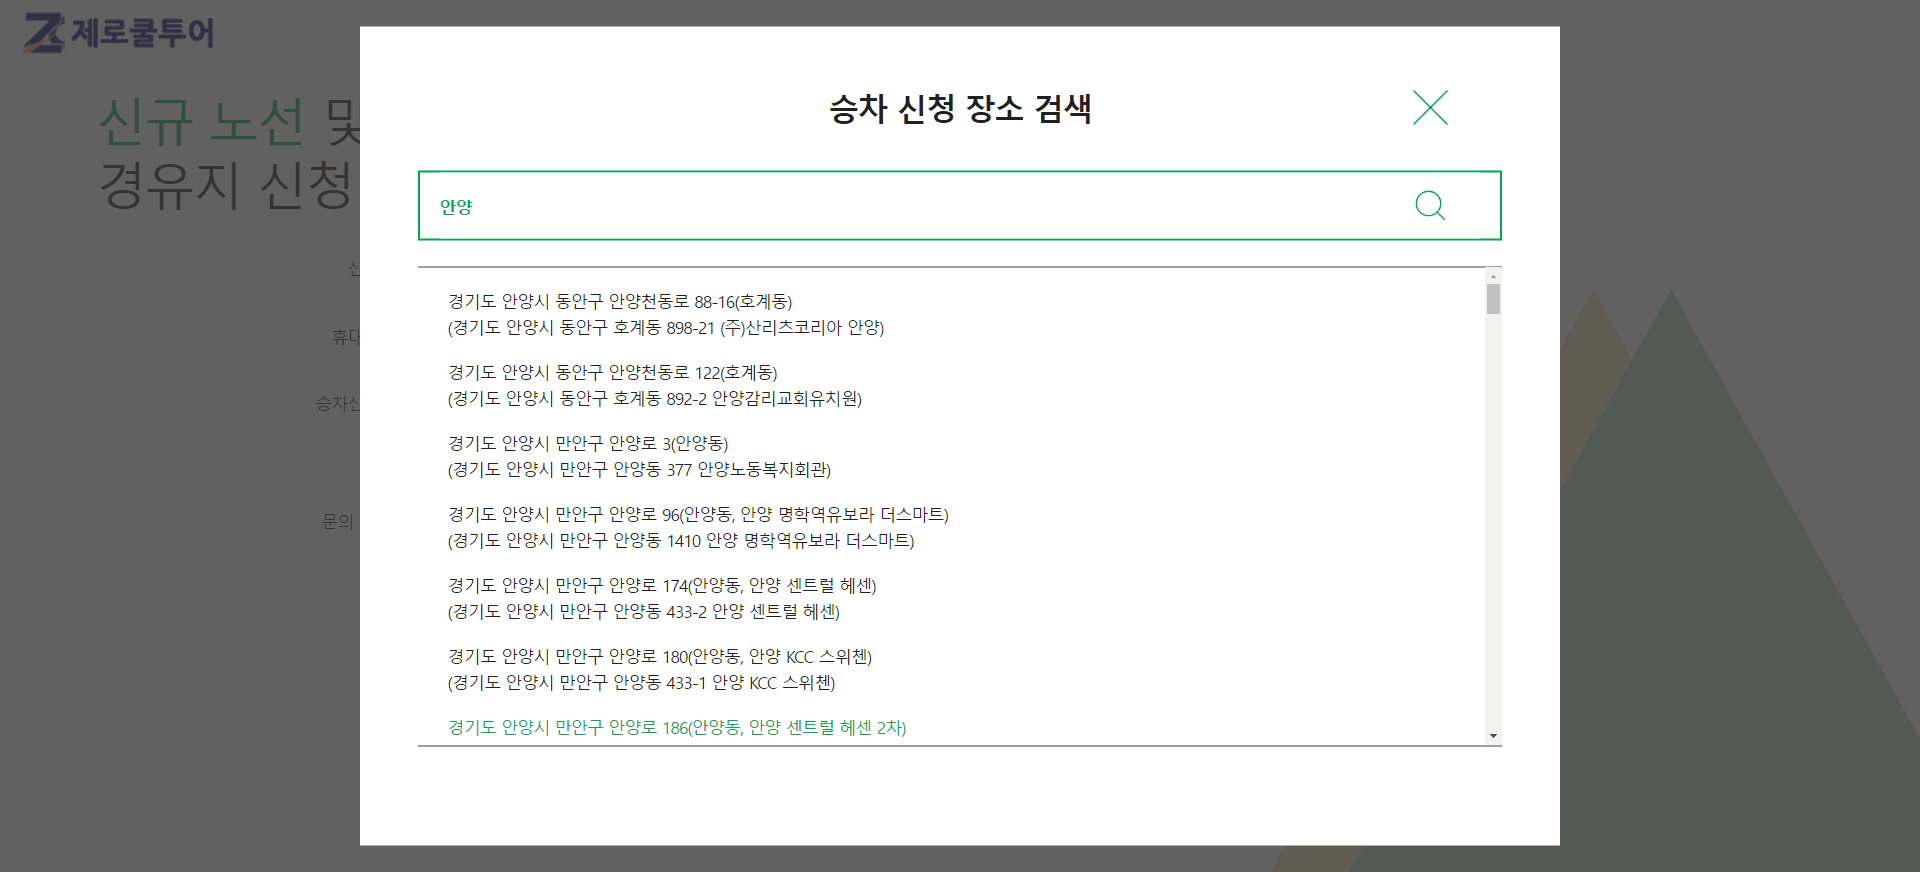 제로쿨투어
신규 노선 및
경유지 신청
승차 신청 장소 검색
안양
휴대
승차신
문의
경기도 안양시 동안구 안양천동로 88-16(호계동)
(경기도 안양시 동안구 호계동 898-21 (주)산리츠코리아 안양)
경기도 안양시 동안구 안양천동로 122(호계동)
(경기도 안양시 동안구 호계동 892-2 안양감리교회유치원)
경기도 안양시 만안구 안양로 3(안양동)
(경기도 안양시 만안구 안양동 377 안양노동복지회관)
경기도 안양시 만안구 안양로 96(안양동, 안양 명학역유보라 더스마트)
(경기도 안양시 만안구 안양동 1410 안양 명학역유보라 더스마트)
경기도 안양시 만안구 안양로 174(안양동, 안양 센트럴 헤센)
(경기도 안양시 만안구 안양동 433-2 안양 센트럴 헤센)
경기도 안양시 만안구 안양로 180(안양동, 안양 KCC 스위첸)
(경기도 안양시 만안구 안양동 433-1 안양 KCC 스위첸)
경기도 안양시 만안구 안양로 186(안양동, 안양 센트럴 헤센 2차)